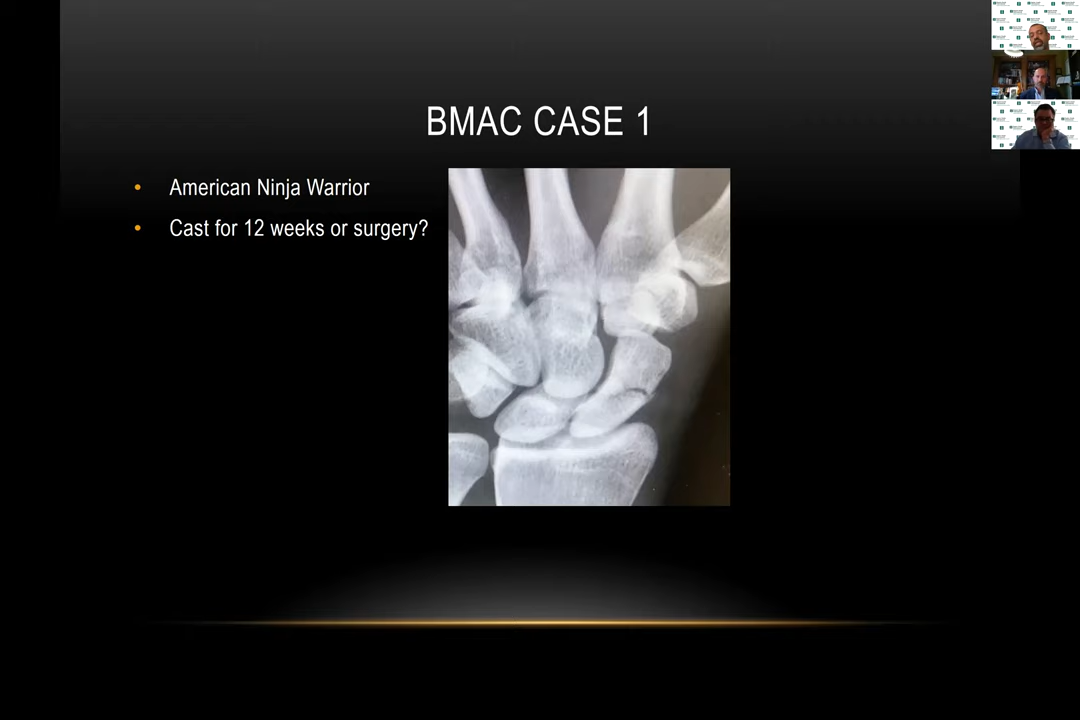 BMAC CASE 1
• American Ninja Warrior
• Cast for 12 weeks or surgery?